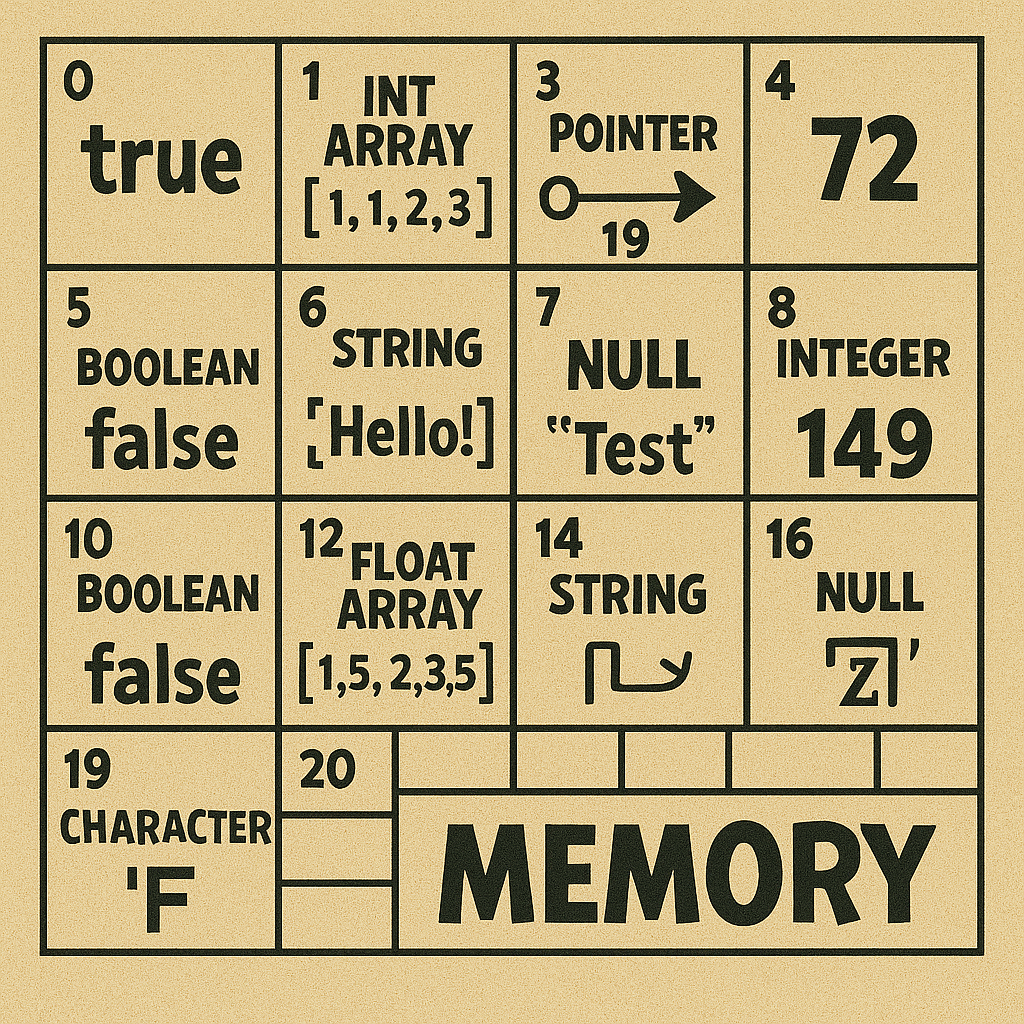 0
true
1
INT
ARRAY
[1,1,2,3]
3
POINTER
19
4
72
5
BOOLEAN
false
6
STRING
[Hello!]
7
NULL
“Test”
8
INTEGER
149
10
BOOLEAN
false
12
FLOAT
ARRAY
[1,5, 2,3,5]
14
STRING
16
NULL
19
CHARACTER
'F
20
MEMORY